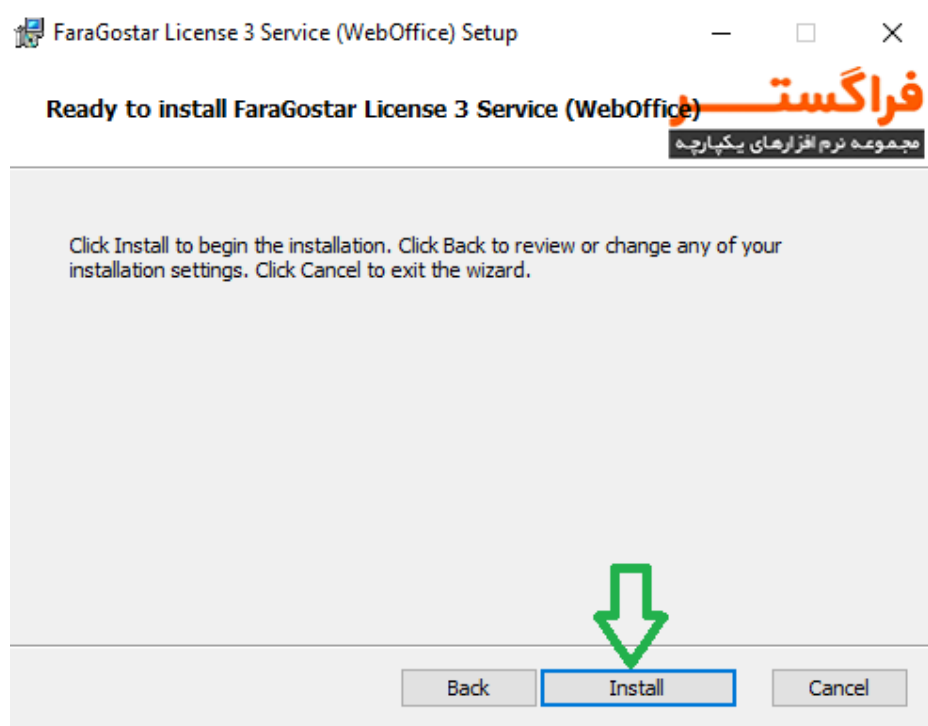 FaraGostar License 3 Service (WebOffice) Setup
فراگستر
Ready to install FaraGostar License 3 Service (WebOffice)
مجموعه نرم افزارهای یکپارچه
Click Install to begin the installation. Click Back to review or change any of your
installation settings. Click Cancel to exit the wizard.
Back
Install
Cancel